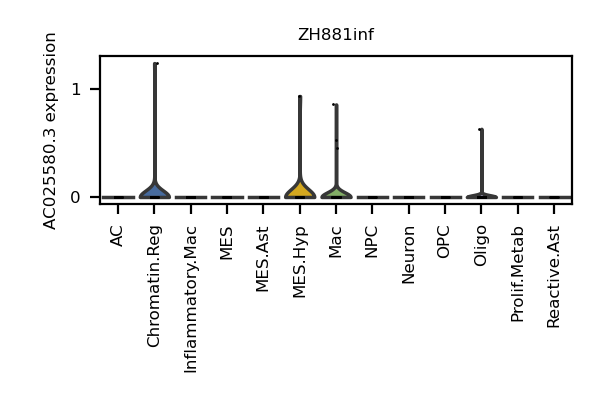 ZH881inf
AC025580.3 expression
1
0
AC
Chromatin.Reg
Inflammatory.Mac
MES
MES.Ast
MES.Hyp
Mac
NPC
Neuron
OPC
Oligo
Prolif.Metab
Reactive.Ast